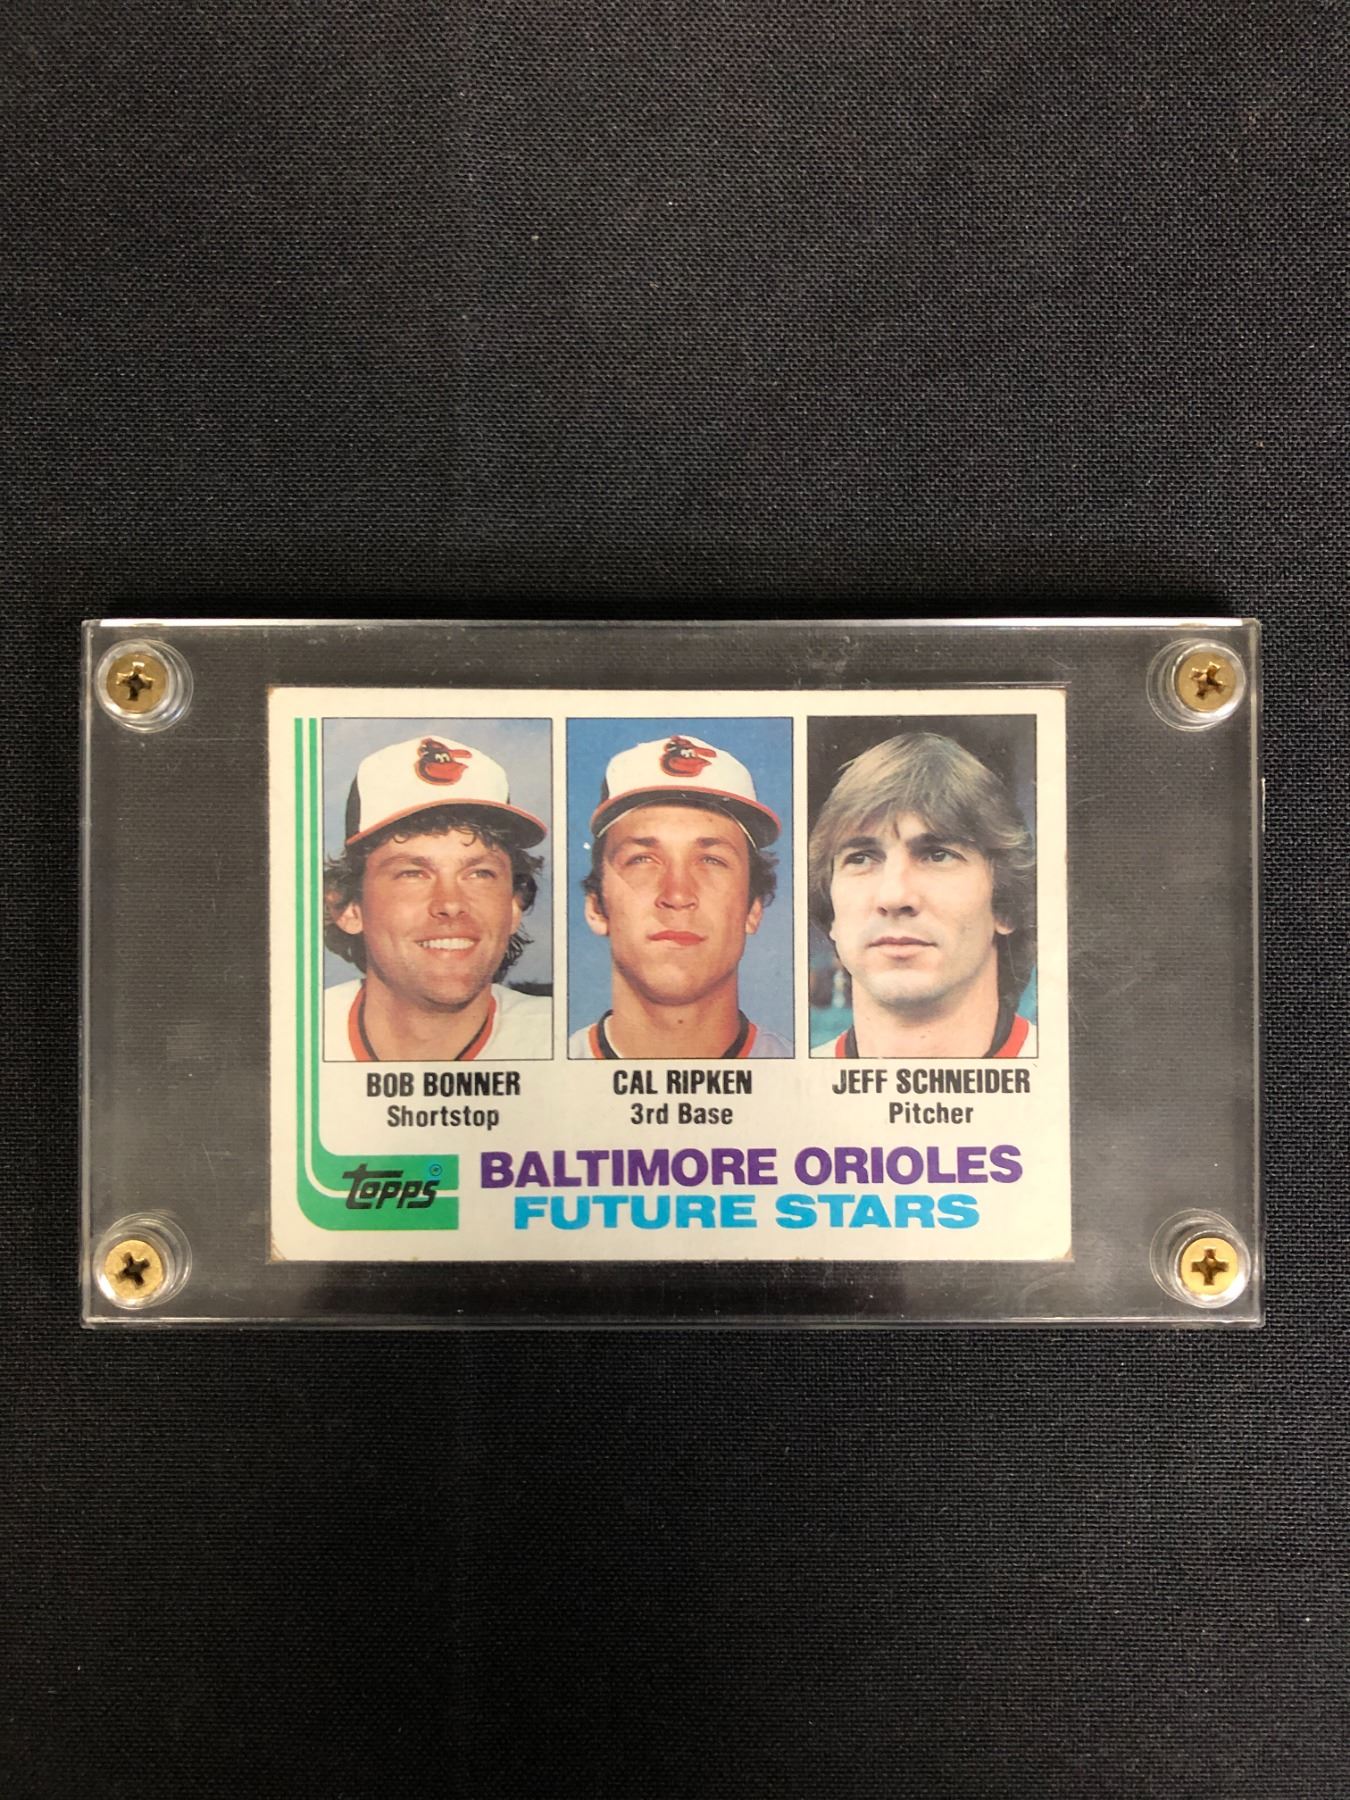 BOB BONNER
Shortstop
CAL RIPKEN
3rd Base
JEFF SCHNEIDER
Pitcher
TOPPS®
BALTIMORE ORIOLES
FUTURE STARS